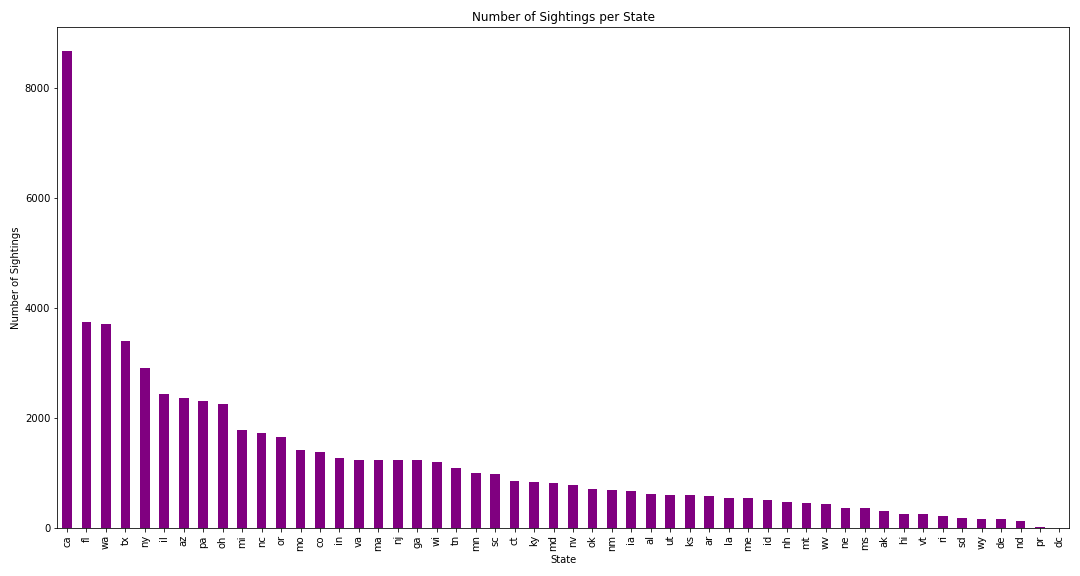 Number of Sightings per State
Number of Sightings
8000
6000
4000
2000
0
ca fl wa tx ny il az pa oh mi nc or mo co in va ma nj ga wi tn mn sc ct ky md nv ok nm ia al ut ks ar la me id nh mt wv ne ms ak hi vt ri sd wy de nd pr dc
State